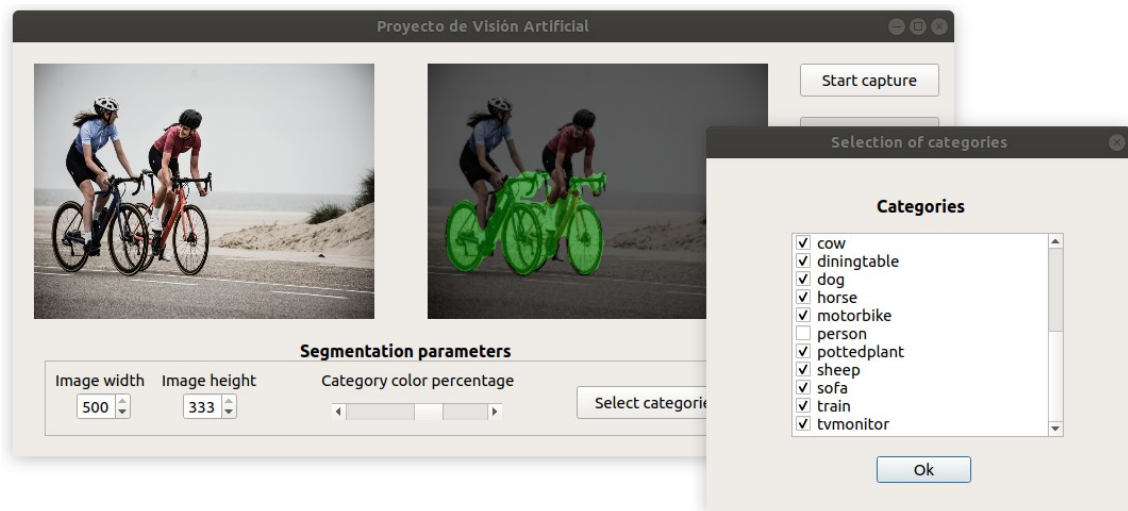 Proyecto de Visión Artificial
Start capture
Segmentation parameters
Image width Image height Category color percentage
500 333 Select categorie
Selection of categories
Categories
cow
diningtable
dog
horse
motorbike
person
pottedplant
sheep
sofa
train
tvmonitor
Ok